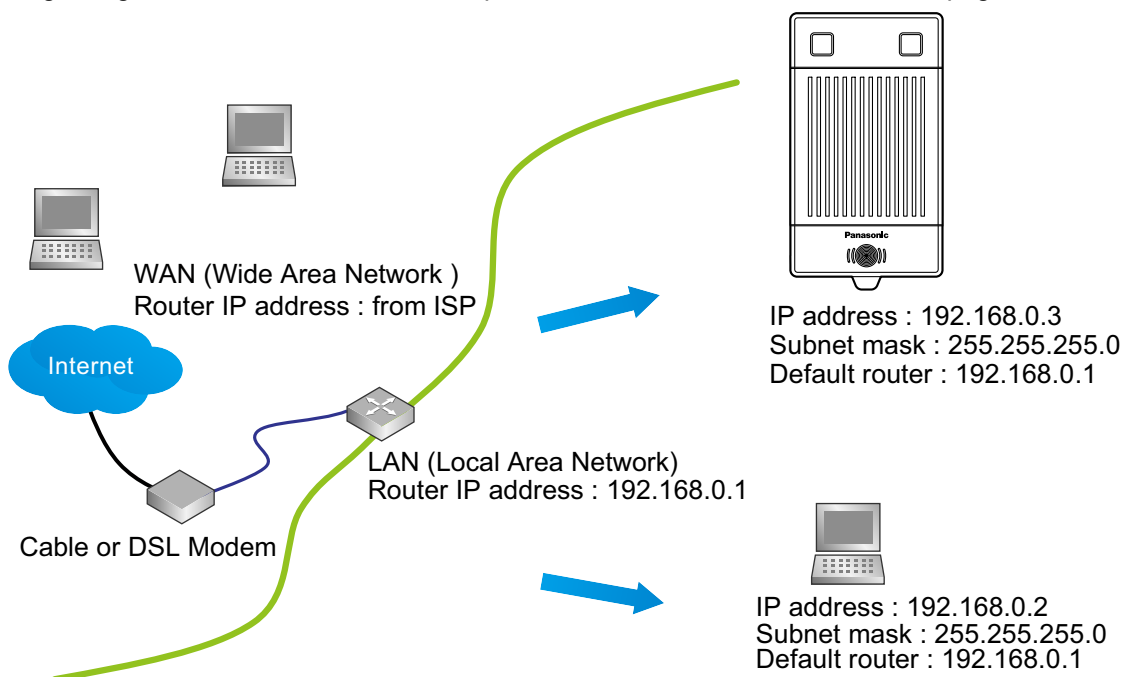 WAN (Wide Area Network )
Router IP address : from ISP
Internet
LAN (Local Area Network)
Router IP address : 192.168.0.1
Cable or DSL Modem
Panasonic
IP address : 192.168.0.3
Subnet mask : 255.255.255.0
Default router : 192.168.0.1
IP address : 192.168.0.2
Subnet mask : 255.255.255.0
Default router : 192.168.0.1